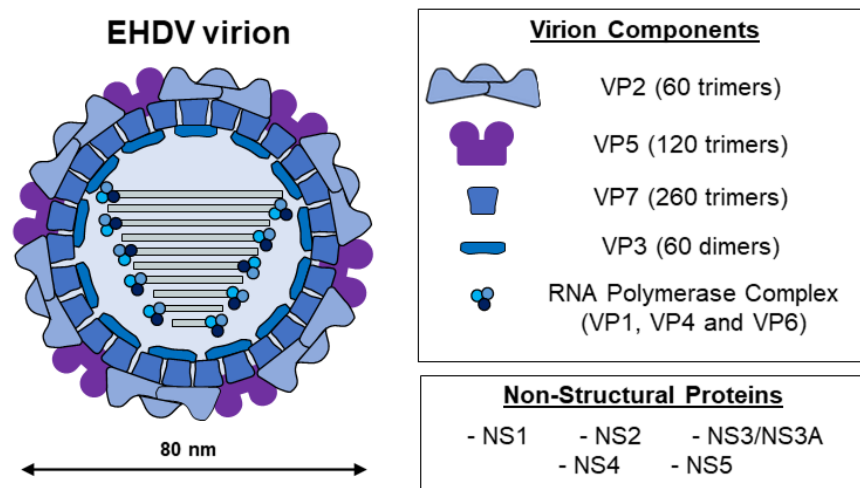 EHDV virion
80 nm
Virion Components
VP2 (60 trimers)
VP5 (120 trimers)
VP7 (260 trimers)
VP3 (60 dimers)
RNA Polymerase Complex
(VP1, VP4 and VP6)
Non-Structural Proteins
- NS1 - NS2 - NS3/NS3A
- NS4 - NS5